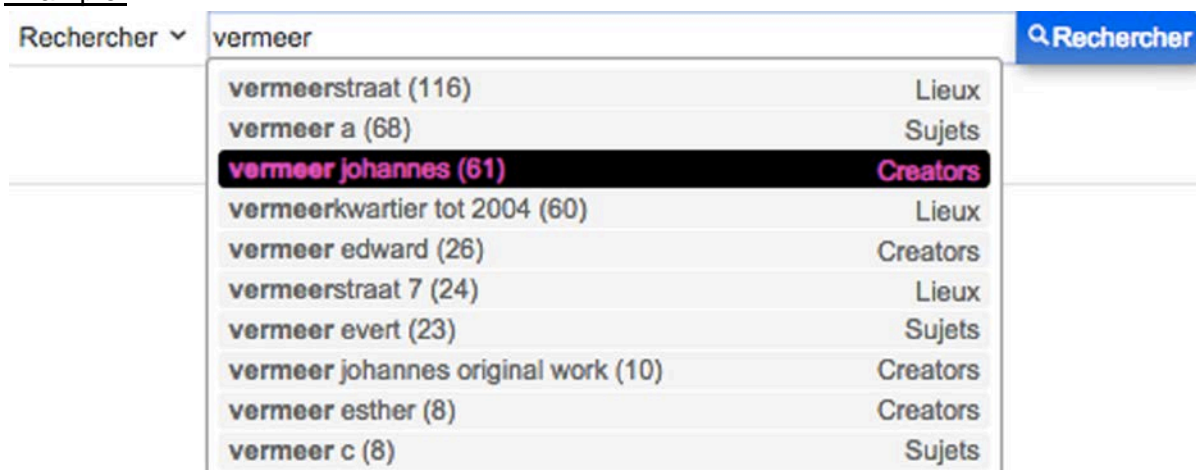 Rechercher vermeer Rechercher
vermeerstraat (116) Lieux
vermeer a (68) Sujets
vermeer johannes (61) Creators
vermeerkwartier tot 2004 (60) Lieux
vermeer edward (26) Creators
vermeerstraat 7 (24) Lieux
vermeer evert (23) Sujets
vermeer johannes original work (10) Creators
vermeer esther (8) Creators
vermeer c (8) Sujets